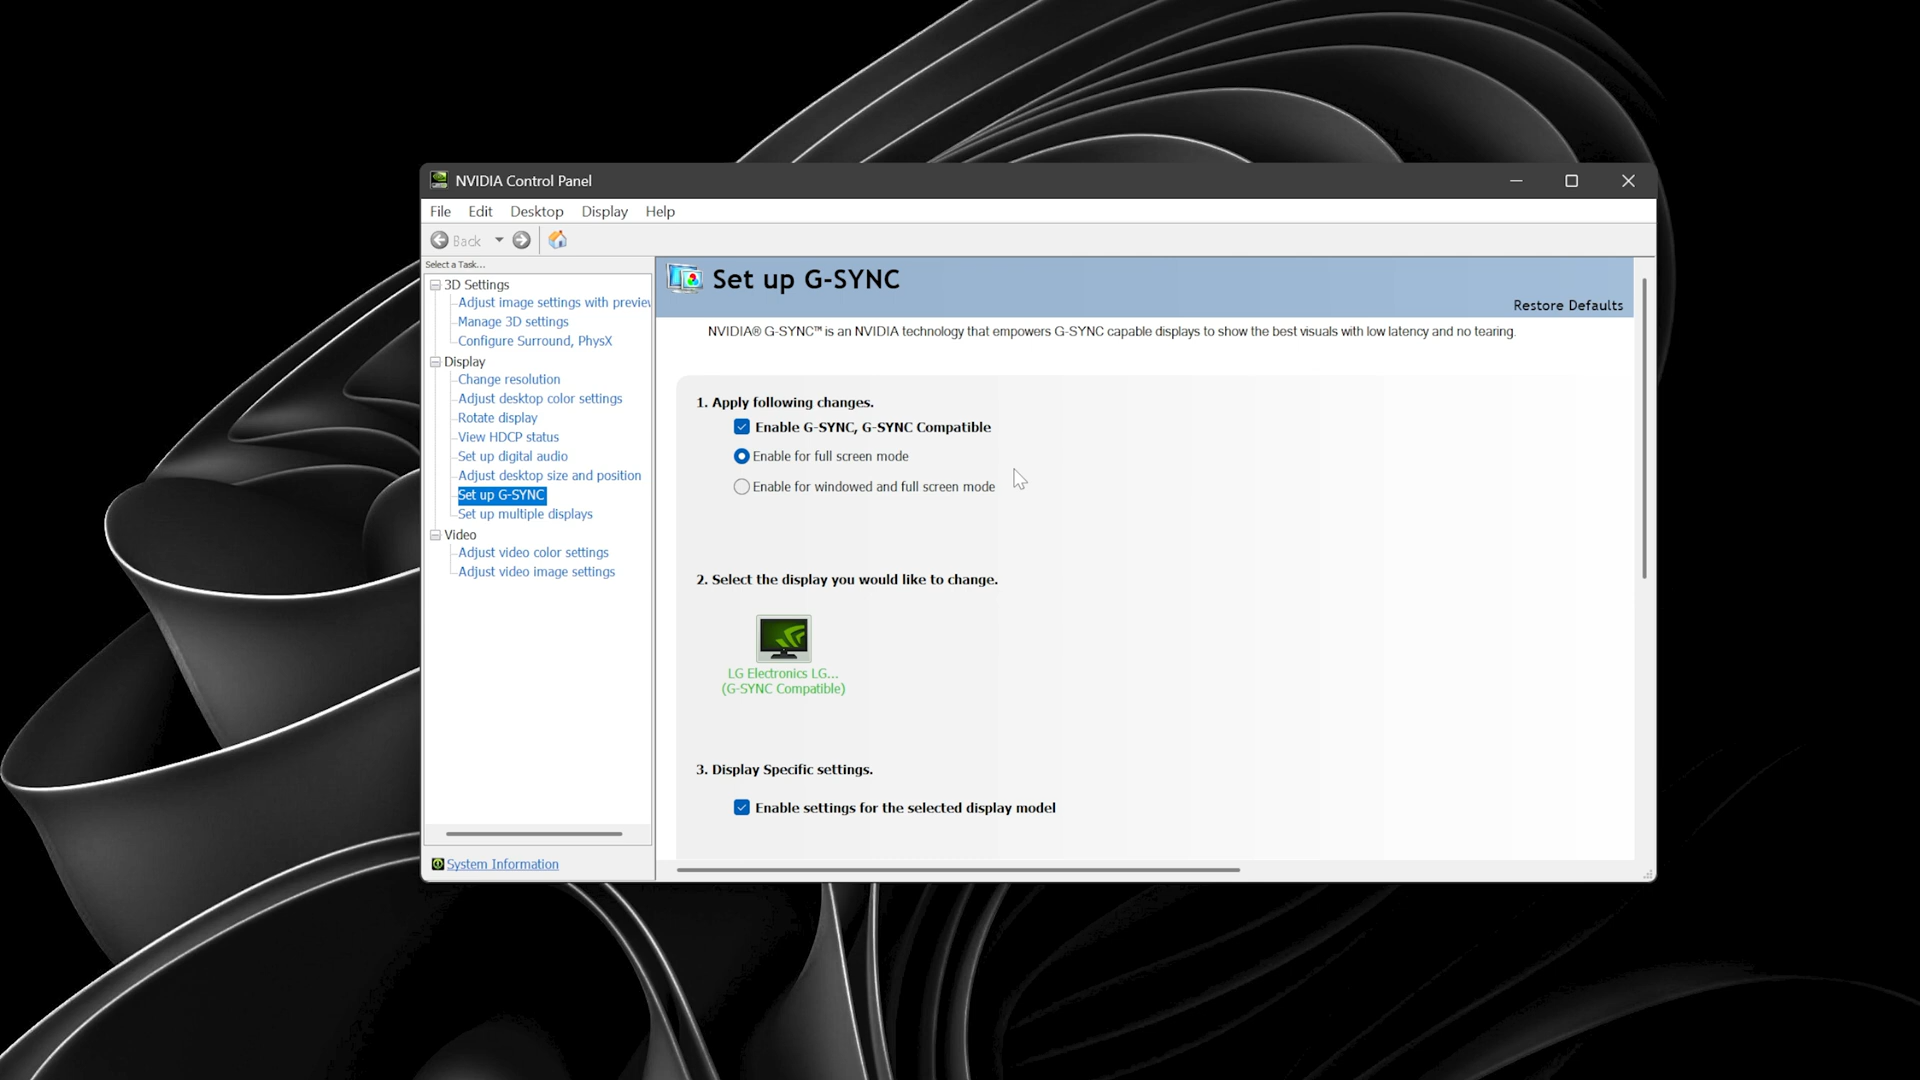 NVIDIA Control Panel
File Edit Desktop Display Help
Back
Select a Task...
3D Settings
Adjust image settings with preview
Manage 3D settings
Configure Surround, PhysX
Display
Change resolution
Adjust desktop color settings
Rotate display
View HDCP status
Set up digital audio
Adjust desktop size and position
Set up G-SYNC
Set up multiple displays
Video
Adjust video color settings
Adjust video image settings
System Information
Set up G-SYNC
Restore Defaults
NVIDIA® G-SYNC™ is an NVIDIA technology that empowers G-SYNC capable displays to show the best visuals with low latency and no tearing.
1. Apply following changes.
Enable G-SYNC, G-SYNC Compatible
Enable for full screen mode
Enable for windowed and full screen mode
2. Select the display you would like to change.
LG Electronics LG...
(G-SYNC Compatible)
3. Display Specific settings.
Enable settings for the selected display model